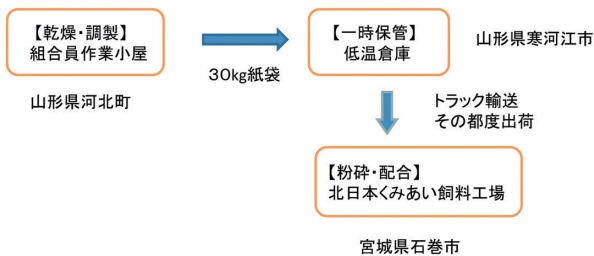 【乾燥・調製】
組合員作業小屋
30kg紙袋
【一時保管】
低温倉庫
山形県寒河江市
山形県河北町
トラック輸送
その都度出荷
【粉砕・配合】
北日本くみあい飼料工場
宮城県石巻市